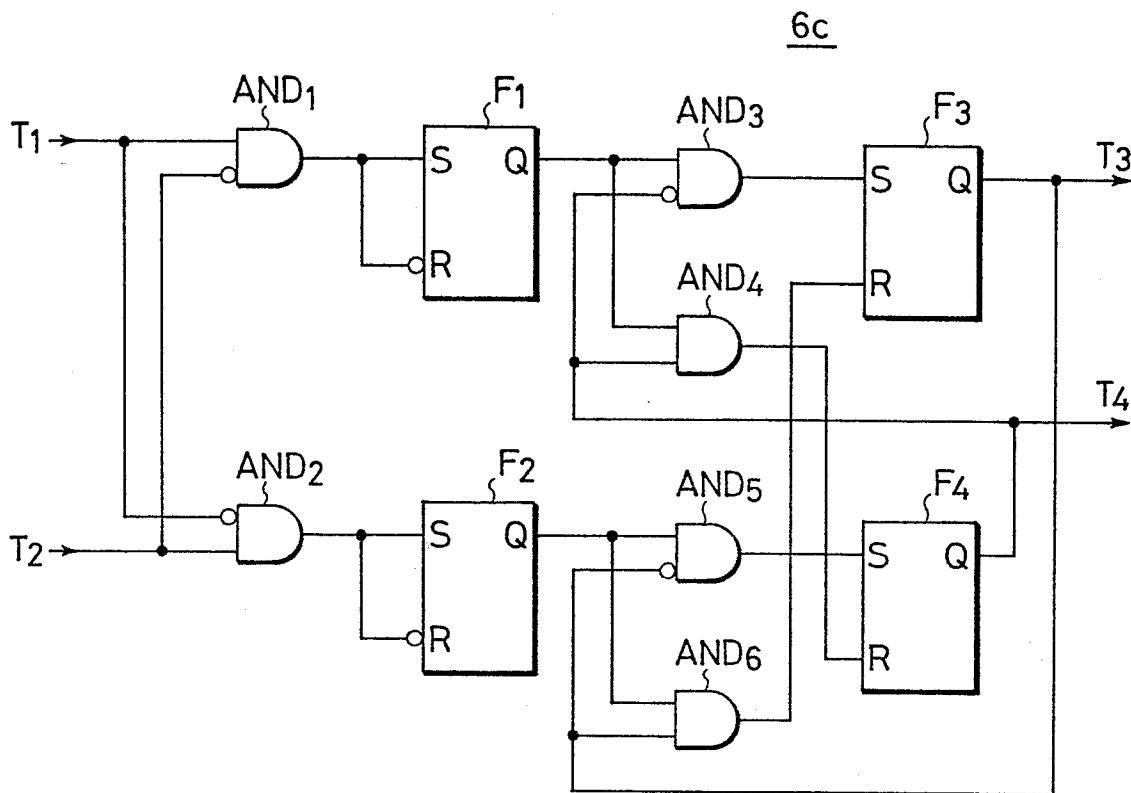 6c
AND1
F1
AND3
F3
T1
S
Q
S
Q
T3
R
AND4
R
T4
AND2
F2
AND5
F4
T2
S
Q
S
Q
R
AND6
R